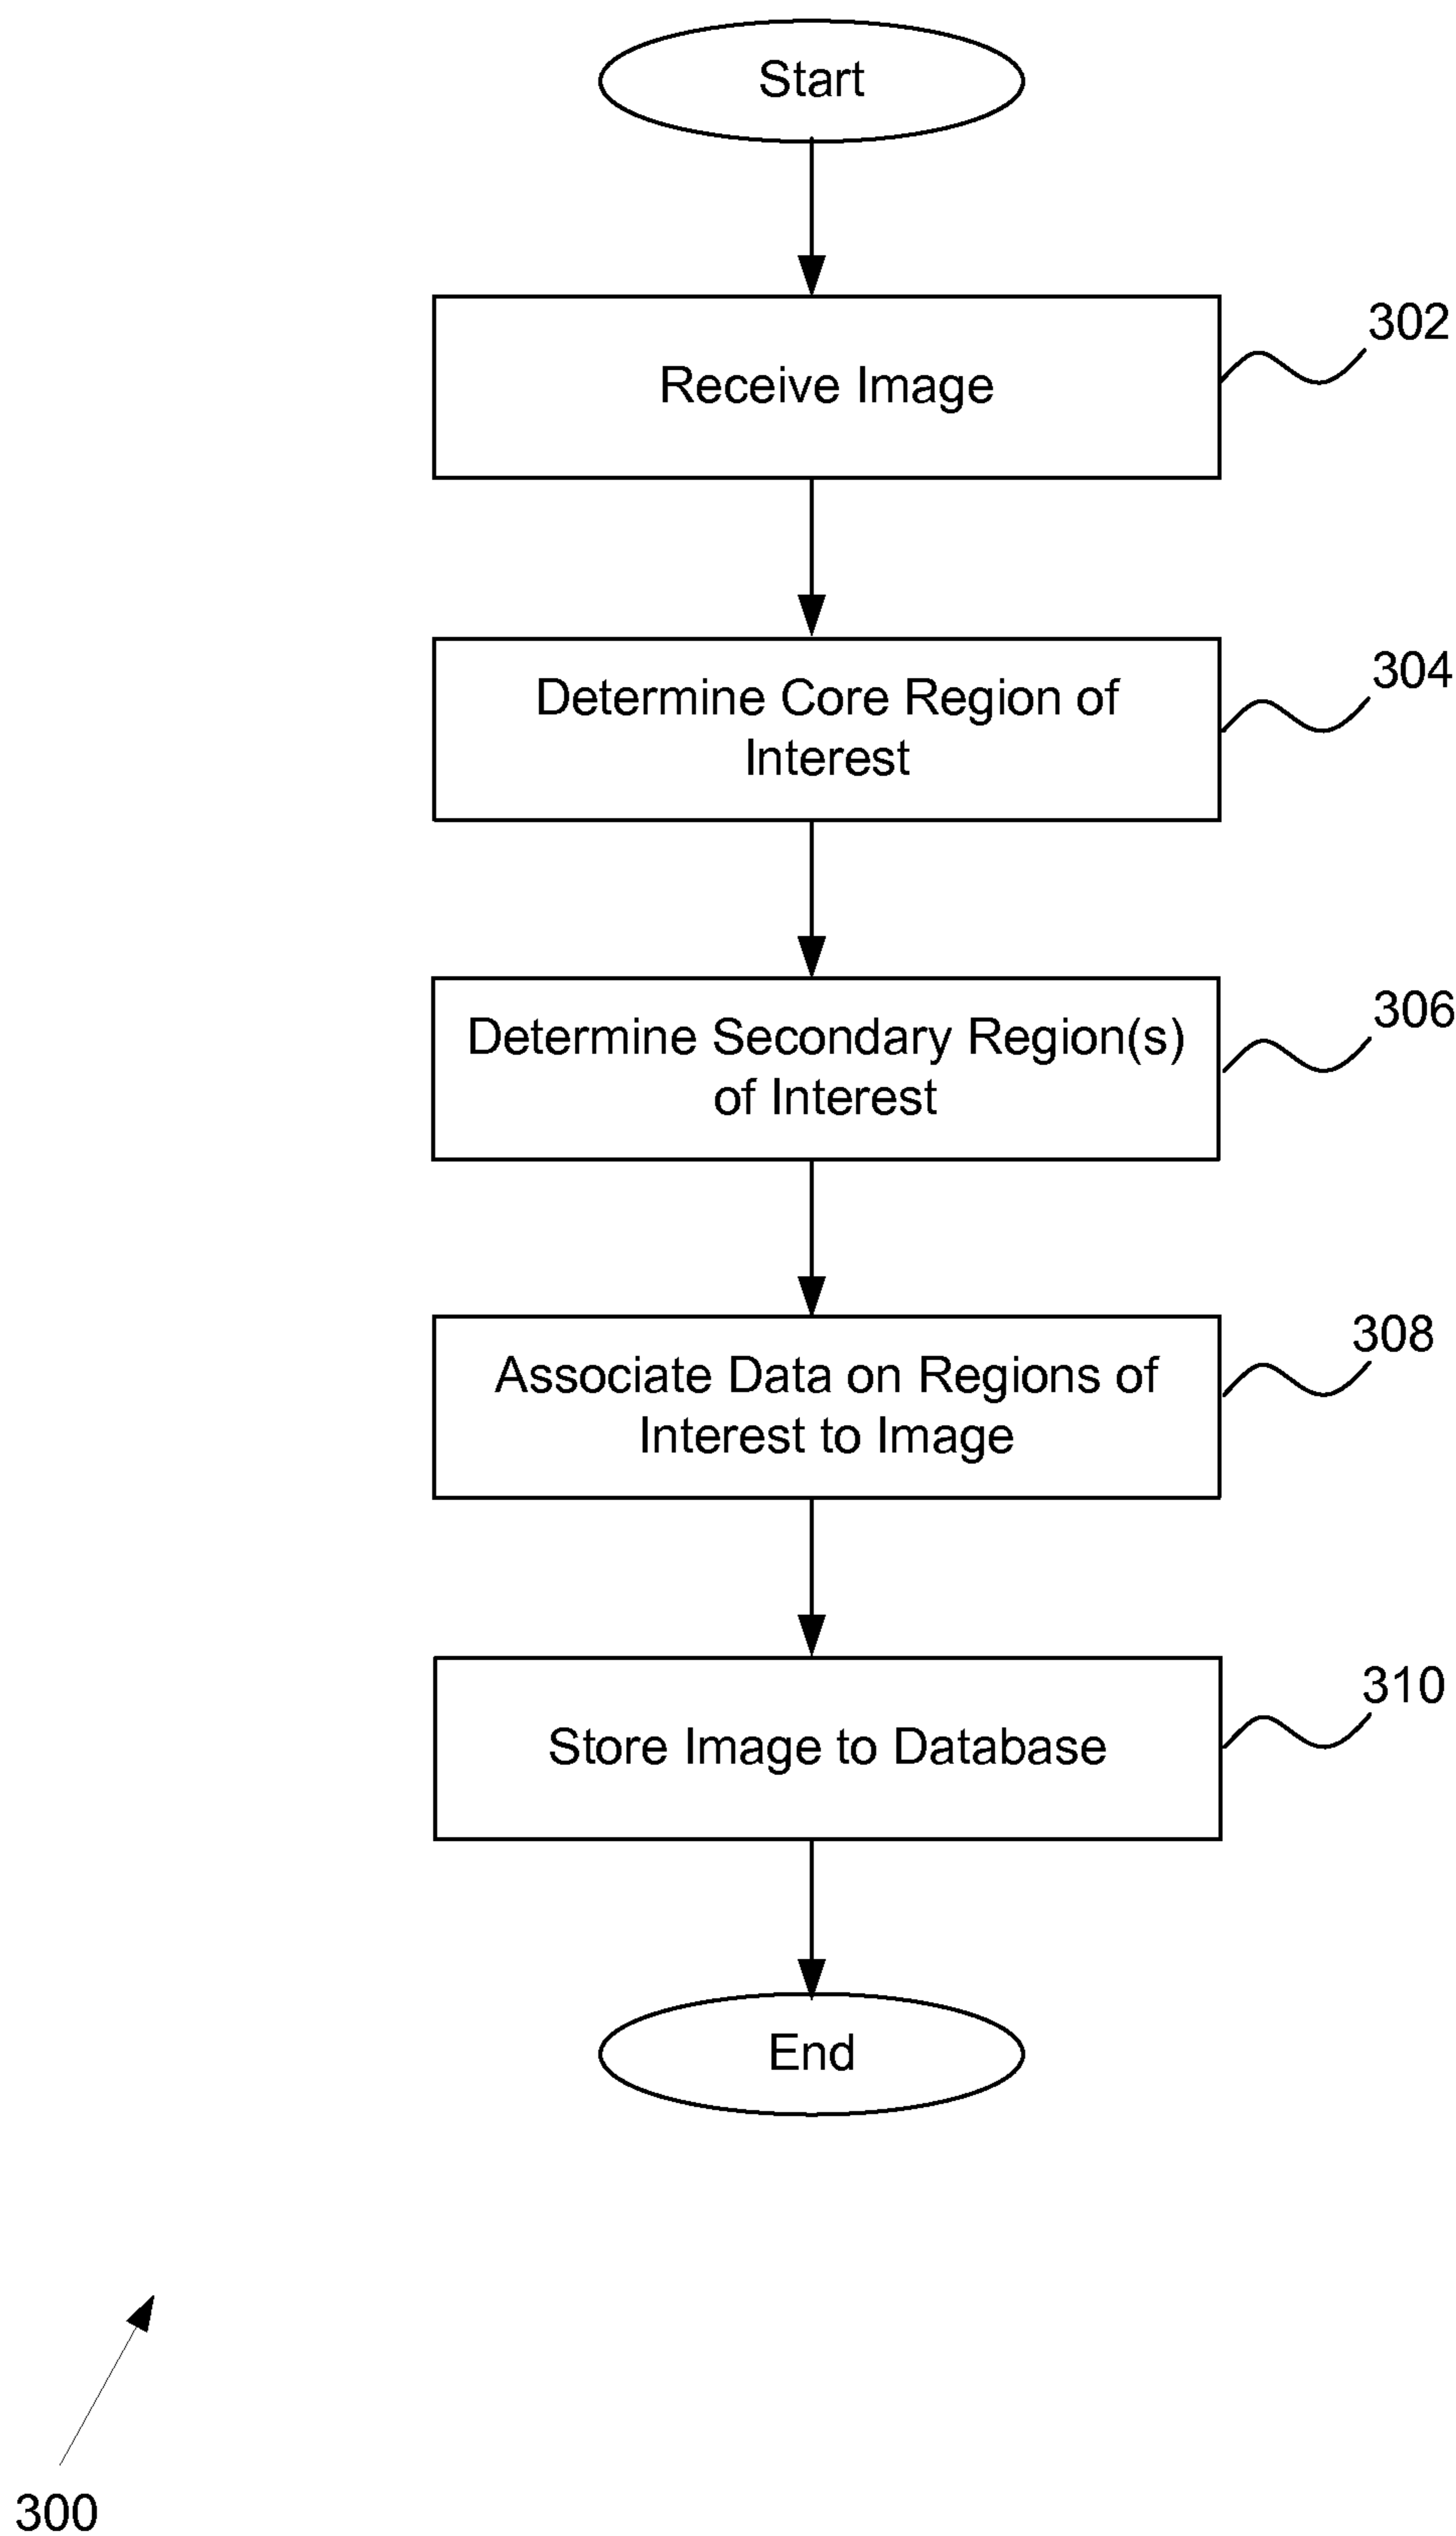 Start
Receive Image
302
Determine Core Region of
Interest
304
Determine Secondary Region(s)
of Interest
306
Associate Data on Regions of
Interest to Image
308
Store Image to Database
310
End
300